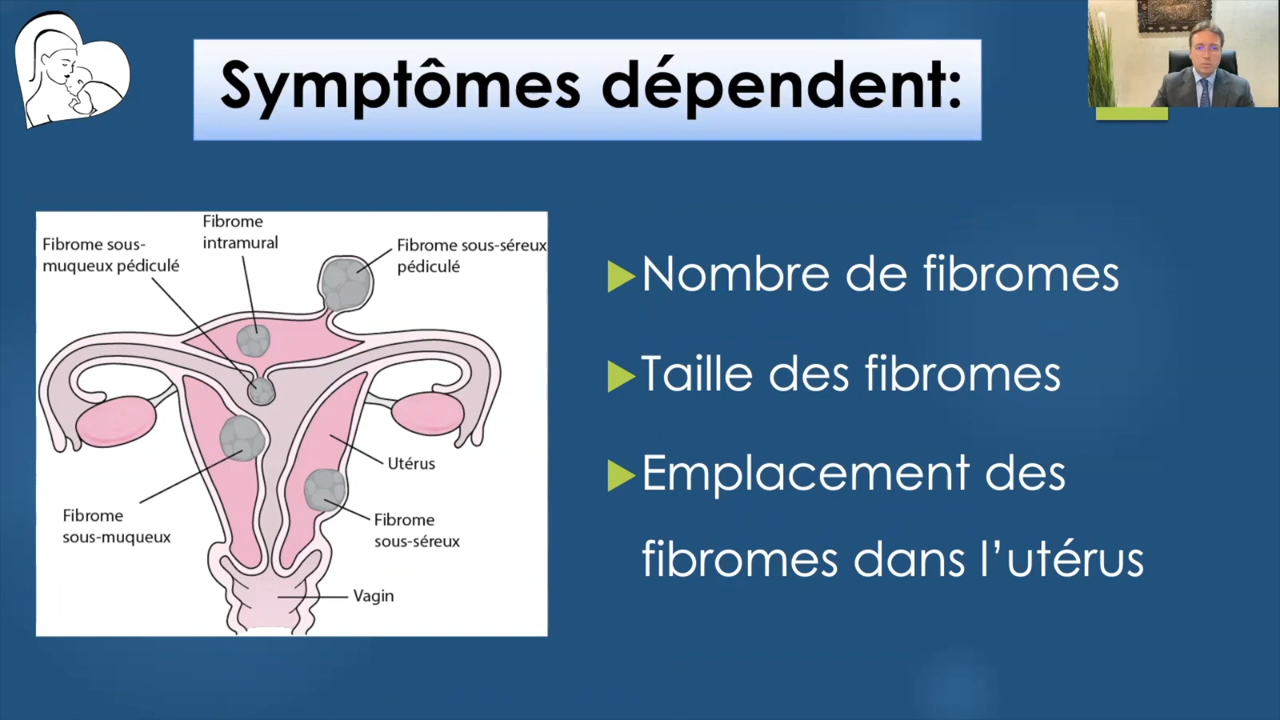 Symptômes dépendent:
Fibrome
intramural
Fibrome sous-
muqueux pédiculé
Fibrome sous-séreux
pédiculé
Utérus
Fibrome
sous-muqueux
Fibrome
sous-séreux
Vagin
▶Nombre de fibromes
▶Taille des fibromes
▶Emplacement des
fibromes dans l’utérus